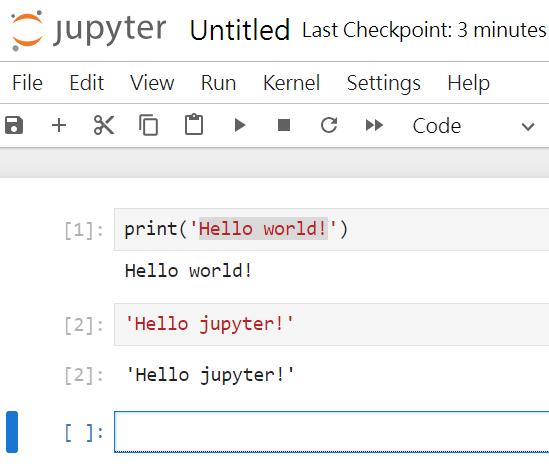 jupyter Untitled Last Checkpoint: 3 minutes
File Edit View Run Kernel Settings Help
Code
[1]: print('Hello world!')
Hello world!
[2]: 'Hello jupyter!'
[2]: 'Hello jupyter!'
[ ]: